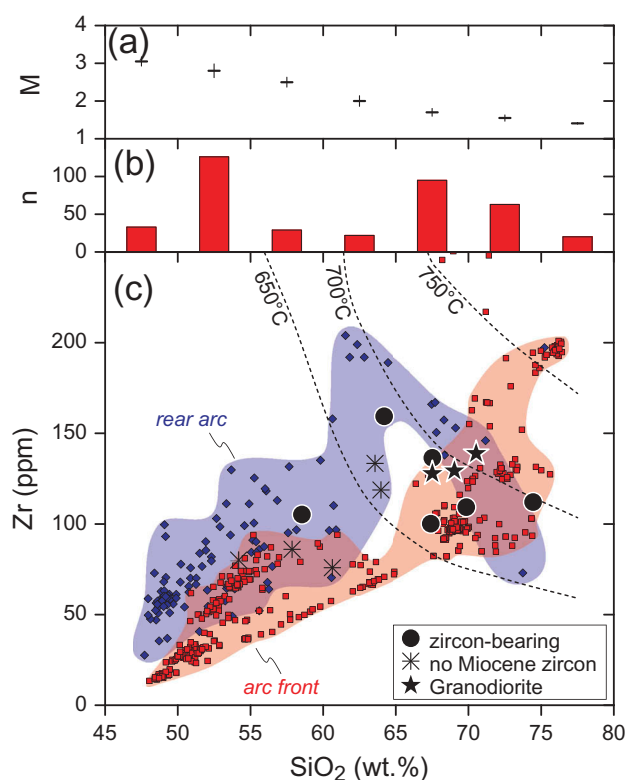 (a)
M
4
3
2
1
(b)
n
100
50
0
(c)
650°C
700°C
750°C
Zr (ppm)
200
150
100
50
0
rear arc
arc front
zircon-bearing
no Miocene zircon
Granodiorite
45 50 55 60 65 70 75 80
SiO₂ (wt.%)